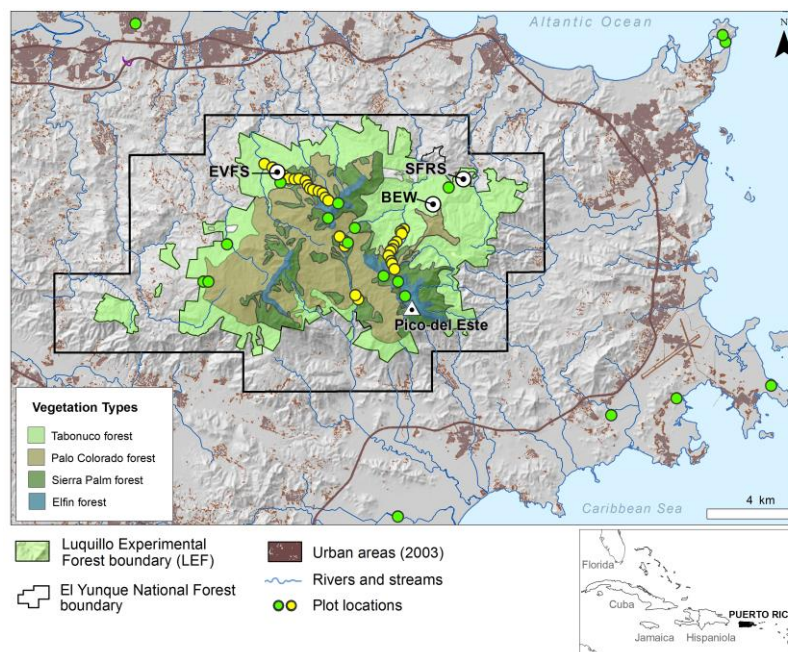 Altantic Ocean
N
EVFS
SFRS
BEW
Pico del Este
Vegetation Types
Tabonuco forest
Palo Colorado forest
Sierra Palm forest
Elfin forest
4 km
Caribbean Sea
Luquillo Experimental
Forest boundary (LEF)
El Yunque National Forest
boundary
Urban areas (2003)
Rivers and streams
Plot locations
Florida
Cuba
Jamaica
Hispaniola
PUERTO RIC